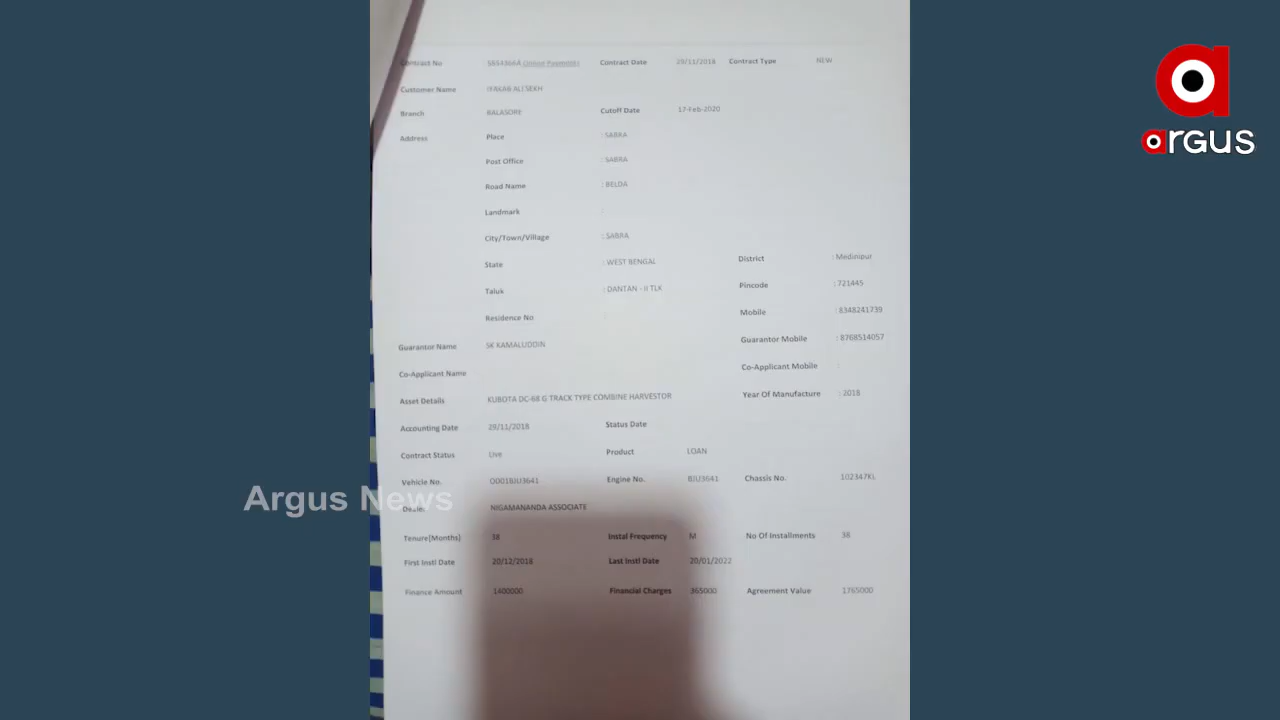 Contract No Contract Date 29/11/2018 Contract Type NEW
Customer Name IYAKAB ALI SEKH
Branch BALASORE Cutoff Date 17-Feb-2020
Address Place : SABRA
Post Office : SABRA
Road Name : BELDA
Landmark :
City/Town/Village : SABRA
State : WEST BENGAL District : Medinipur
Taluk : DANTAN - II TLK Pincode : 721445
Residence No : Mobile : 8348241739
Guarantor Name SK KAMALUDDIN Guarantor Mobile : 8768514057
Co-Applicant Name Co-Applicant Mobile :
Asset Details KUBOTA DC-68 G TRACK TYPE COMBINE HARVESTOR Year Of Manufacture : 2018
Accounting Date 29/11/2018 Status Date
Contract Status Live Product LOAN
Vehicle No. O001BJU3641 Engine No. BJU3641 Chassis No. 102347KL
Dealer NIGAMANANDA ASSOCIATE
Tenure(Months) 38 Instal Frequency M No Of Installments 38
First Instl Date 20/12/2018 Last Instl Date 20/01/2022
Finance Amount 1400000 Financial Charges 365000 Agreement Value 1765000
argus
Argus News